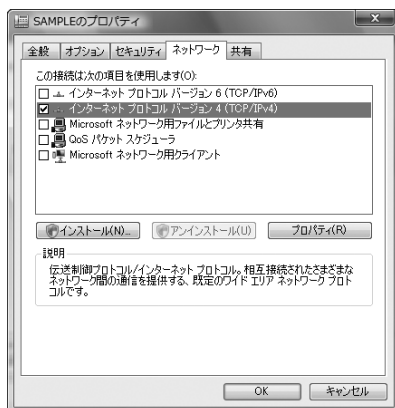 SAMPLEのプロパティ
全般 オプション セキュリティ ネットワーク 共有
この接続は次の項目を使用します(O):
インターネット プロトコル バージョン 6 (TCP/IPv6)
インターネット プロトコル バージョン 4 (TCP/IPv4)
Microsoft ネットワーク用ファイルとプリンタ共有
QoS パケット スケジューラ
Microsoft ネットワーク用クライアント
インストール(N)... アンインストール(U) プロパティ(R)
説明
伝送制御プロトコル/インターネット プロトコル。相互接続されたさまざまな
ネットワーク間の通信を提供する、既定のワイド エリア ネットワーク プロト
コルです。
OK キャンセル